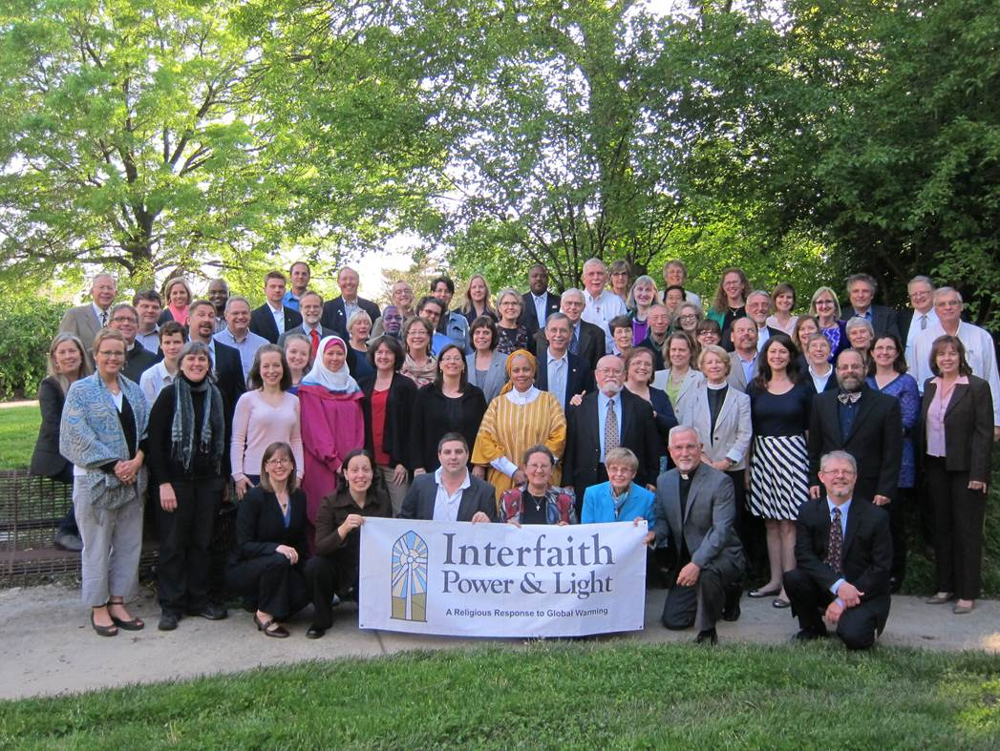 Interfaith
Power & Light
A Religious Response to Global Warming